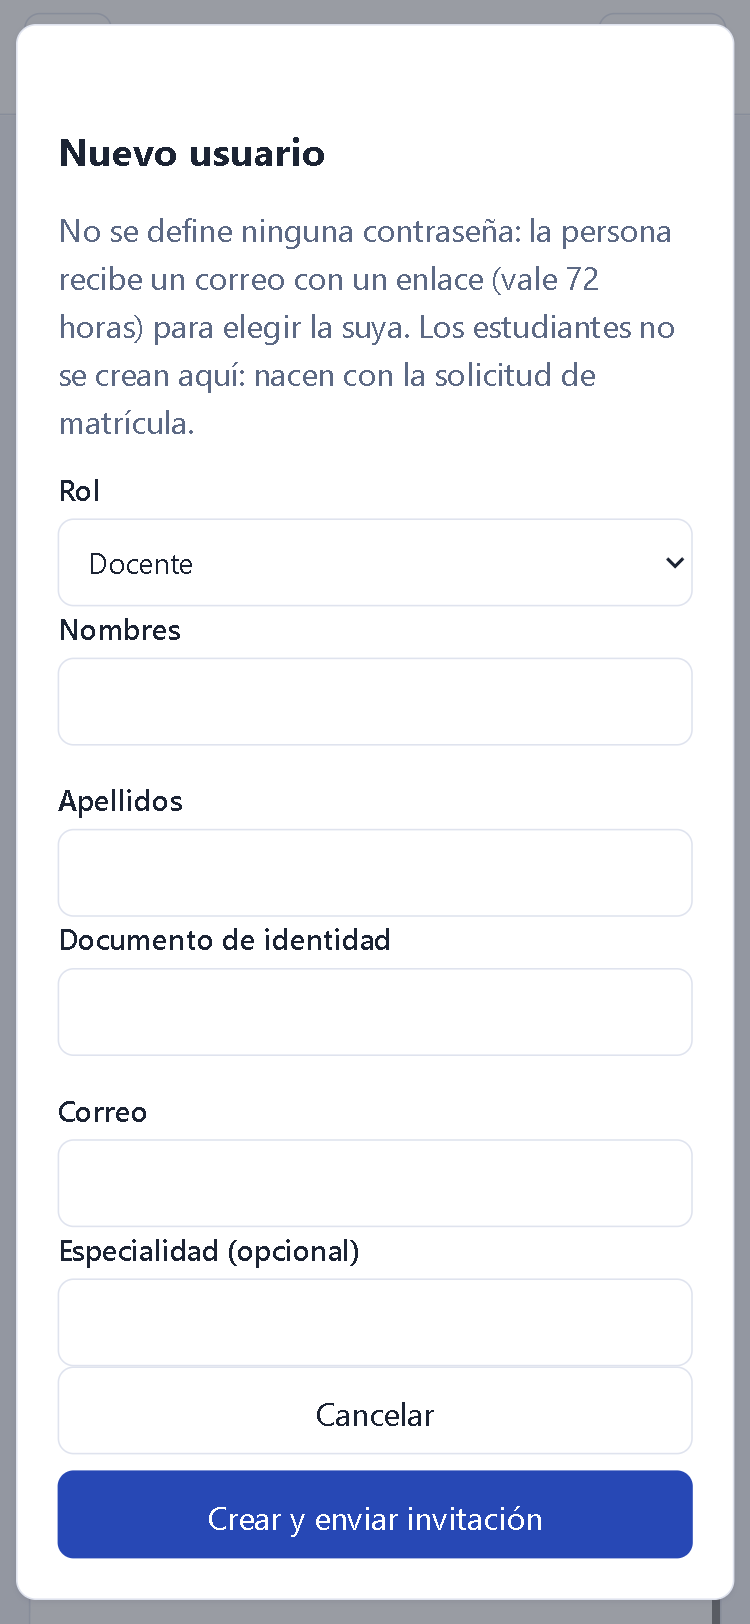 Nuevo usuario
No se define ninguna contraseña: la persona
recibe un correo con un enlace (vale 72
horas) para elegir la suya. Los estudiantes no
se crean aquí: nacen con la solicitud de
matrícula.
Rol
Docente
Nombres
Apellidos
Documento de identidad
Correo
Especialidad (opcional)
Cancelar
Crear y enviar invitación